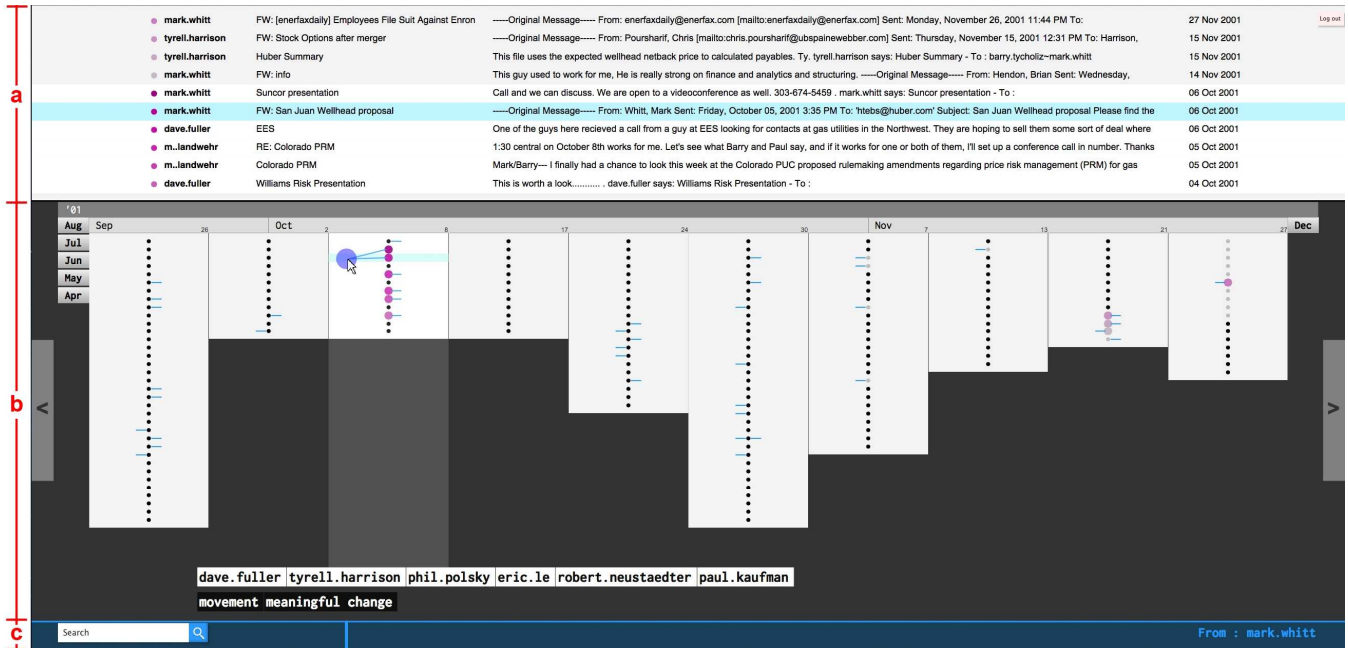 mark.whitt FW: [enerfaxdaily] Employees File Suit Against Enron -----Original Message----- From: enerfaxdaily@enerfax.com [mailto:enerfaxdaily@enerfax.com] Sent: Monday, November 26, 2001 11:44 PM To: 27 Nov 2001 Log out
tyrell.harrison FW: Stock Options after merger -----Original Message----- From: Poursharif, Chris [mailto:chris.poursharif@ubspainewebber.com] Sent: Thursday, November 15, 2001 12:31 PM To: Harrison, 15 Nov 2001
tyrell.harrison Huber Summary This file uses the expected wellhead netback price to calculated payables. Ty. tyrell.harrison says: Huber Summary - To : barry.tycholiz~mark.whitt 15 Nov 2001
mark.whitt FW: info This guy used to work for me, He is really strong on finance and analytics and structuring. -----Original Message----- From: Hendon, Brian Sent: Wednesday, 14 Nov 2001
a
mark.whitt Suncor presentation Call and we can discuss. We are open to a videoconference as well. 303-674-5459 . mark.whitt says: Suncor presentation - To : 06 Oct 2001
mark.whitt FW: San Juan Wellhead proposal -----Original Message----- From: Whitt, Mark Sent: Friday, October 05, 2001 3:35 PM To: 'htebs@huber.com' Subject: San Juan Wellhead proposal Please find the 06 Oct 2001
dave.fuller EES One of the guys here recieved a call from a guy at EES looking for contacts at gas utilities in the Northwest. They are hoping to sell them some sort of deal where 06 Oct 2001
m..landwehr RE: Colorado PRM 1:30 central on October 8th works for me. Let's see what Barry and Paul say, and if it works for one or both of them, I'll set up a conference call in number. Thanks 05 Oct 2001
m..landwehr Colorado PRM Mark/Barry--- I finally had a chance to look this week at the Colorado PUC proposed rulemaking amendments regarding price risk management (PRM) for gas 05 Oct 2001
dave.fuller Williams Risk Presentation This is worth a look........... . dave.fuller says: Williams Risk Presentation - To : 04 Oct 2001
'01
Aug Sep 26 Oct 2 8 17 24 30 Nov 7 13 21 27 Dec
Jul
Jun
May
Apr
b
< >
dave.fuller tyrell.harrison phil.polsky eric.le robert.neustaedter paul.kaufman
movement meaningful change
c
Search From : mark.whitt